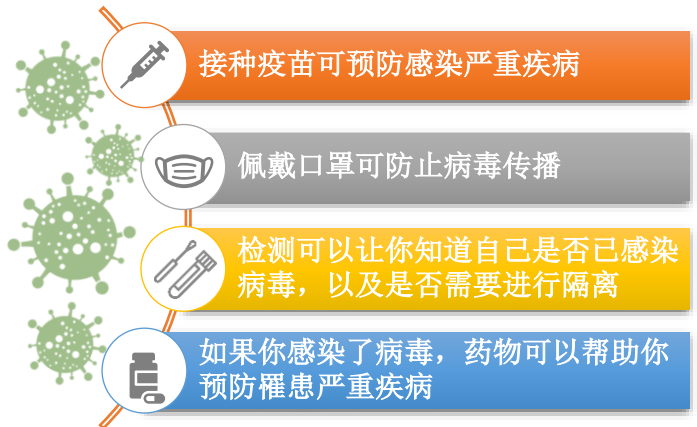 接种疫苗可预防感染严重疾病
佩戴口罩可防止病毒传播
检测可以让你知道自己是否已感染
病毒，以及是否需要进行隔离
如果你感染了病毒，药物可以帮助你
预防罹患严重疾病